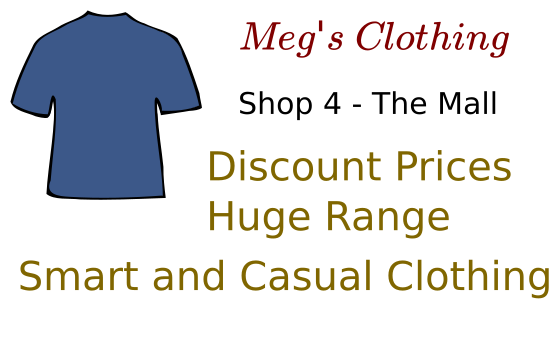 Meg's Clothing
Shop 4 - The Mall
Discount Prices
Huge Range
Smart and Casual Clothing